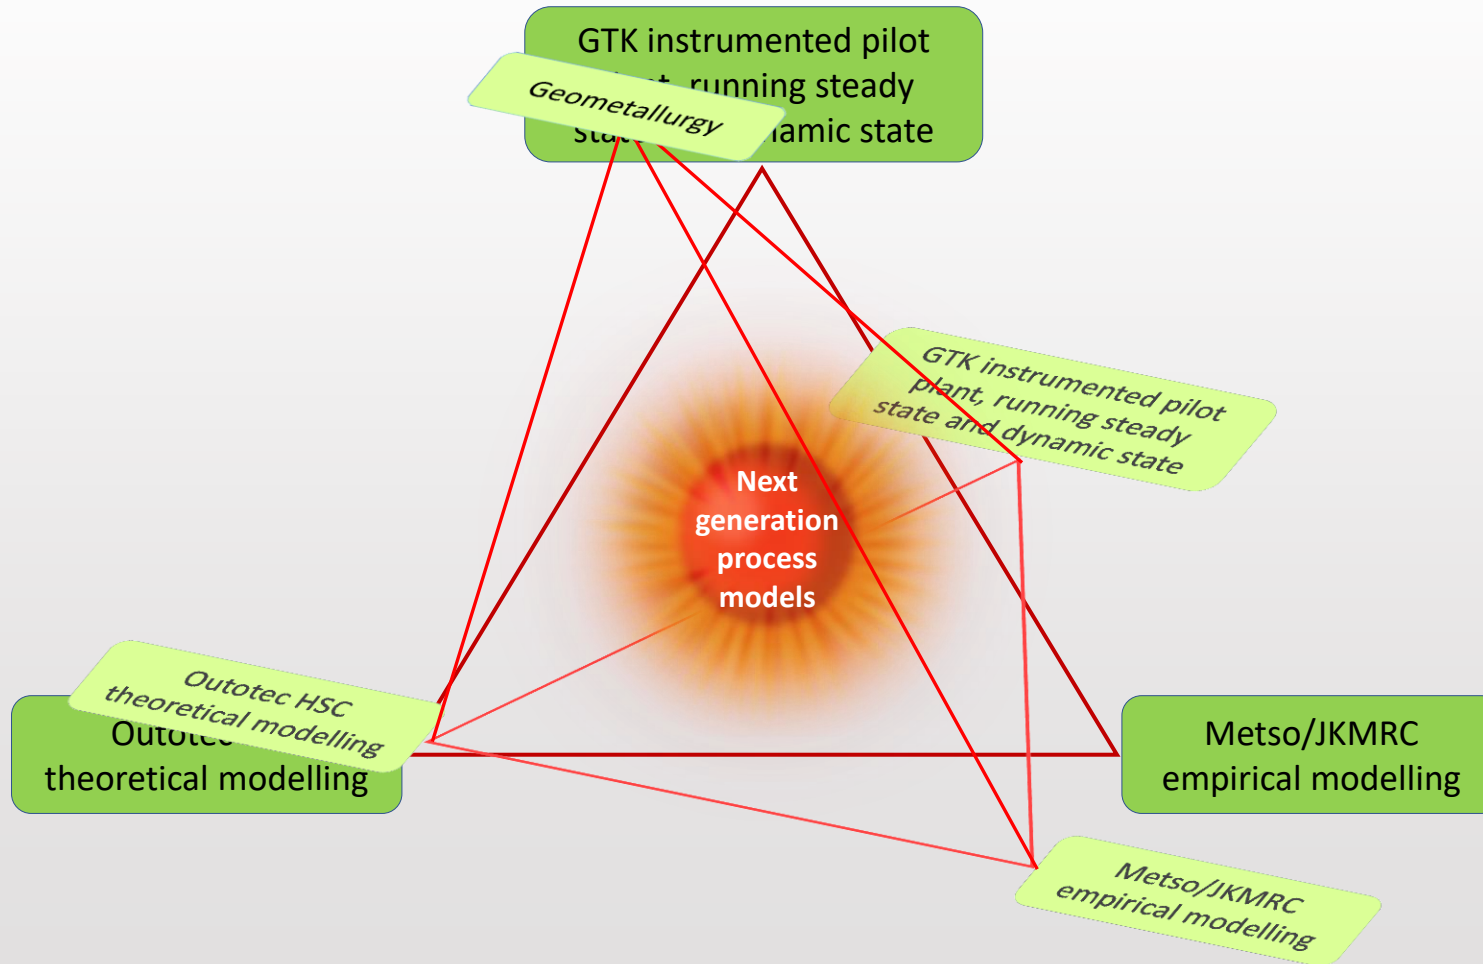 GTK instrumented pilot
running steady
namic state
Geometallurgy
GTK instrumented pilot
plant, running steady
state and dynamic state
Next
generation
process
models
Outotec HSC
theoretical modelling
theoretical modelling
Metso/JKMRC
empirical modelling
Metso/JKMRC
empirical modelling